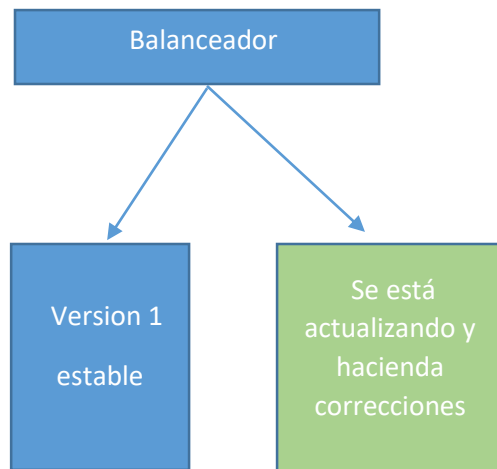 Balanceador
Version 1
estable
Se está
actualizando y
hacienda
correcciones